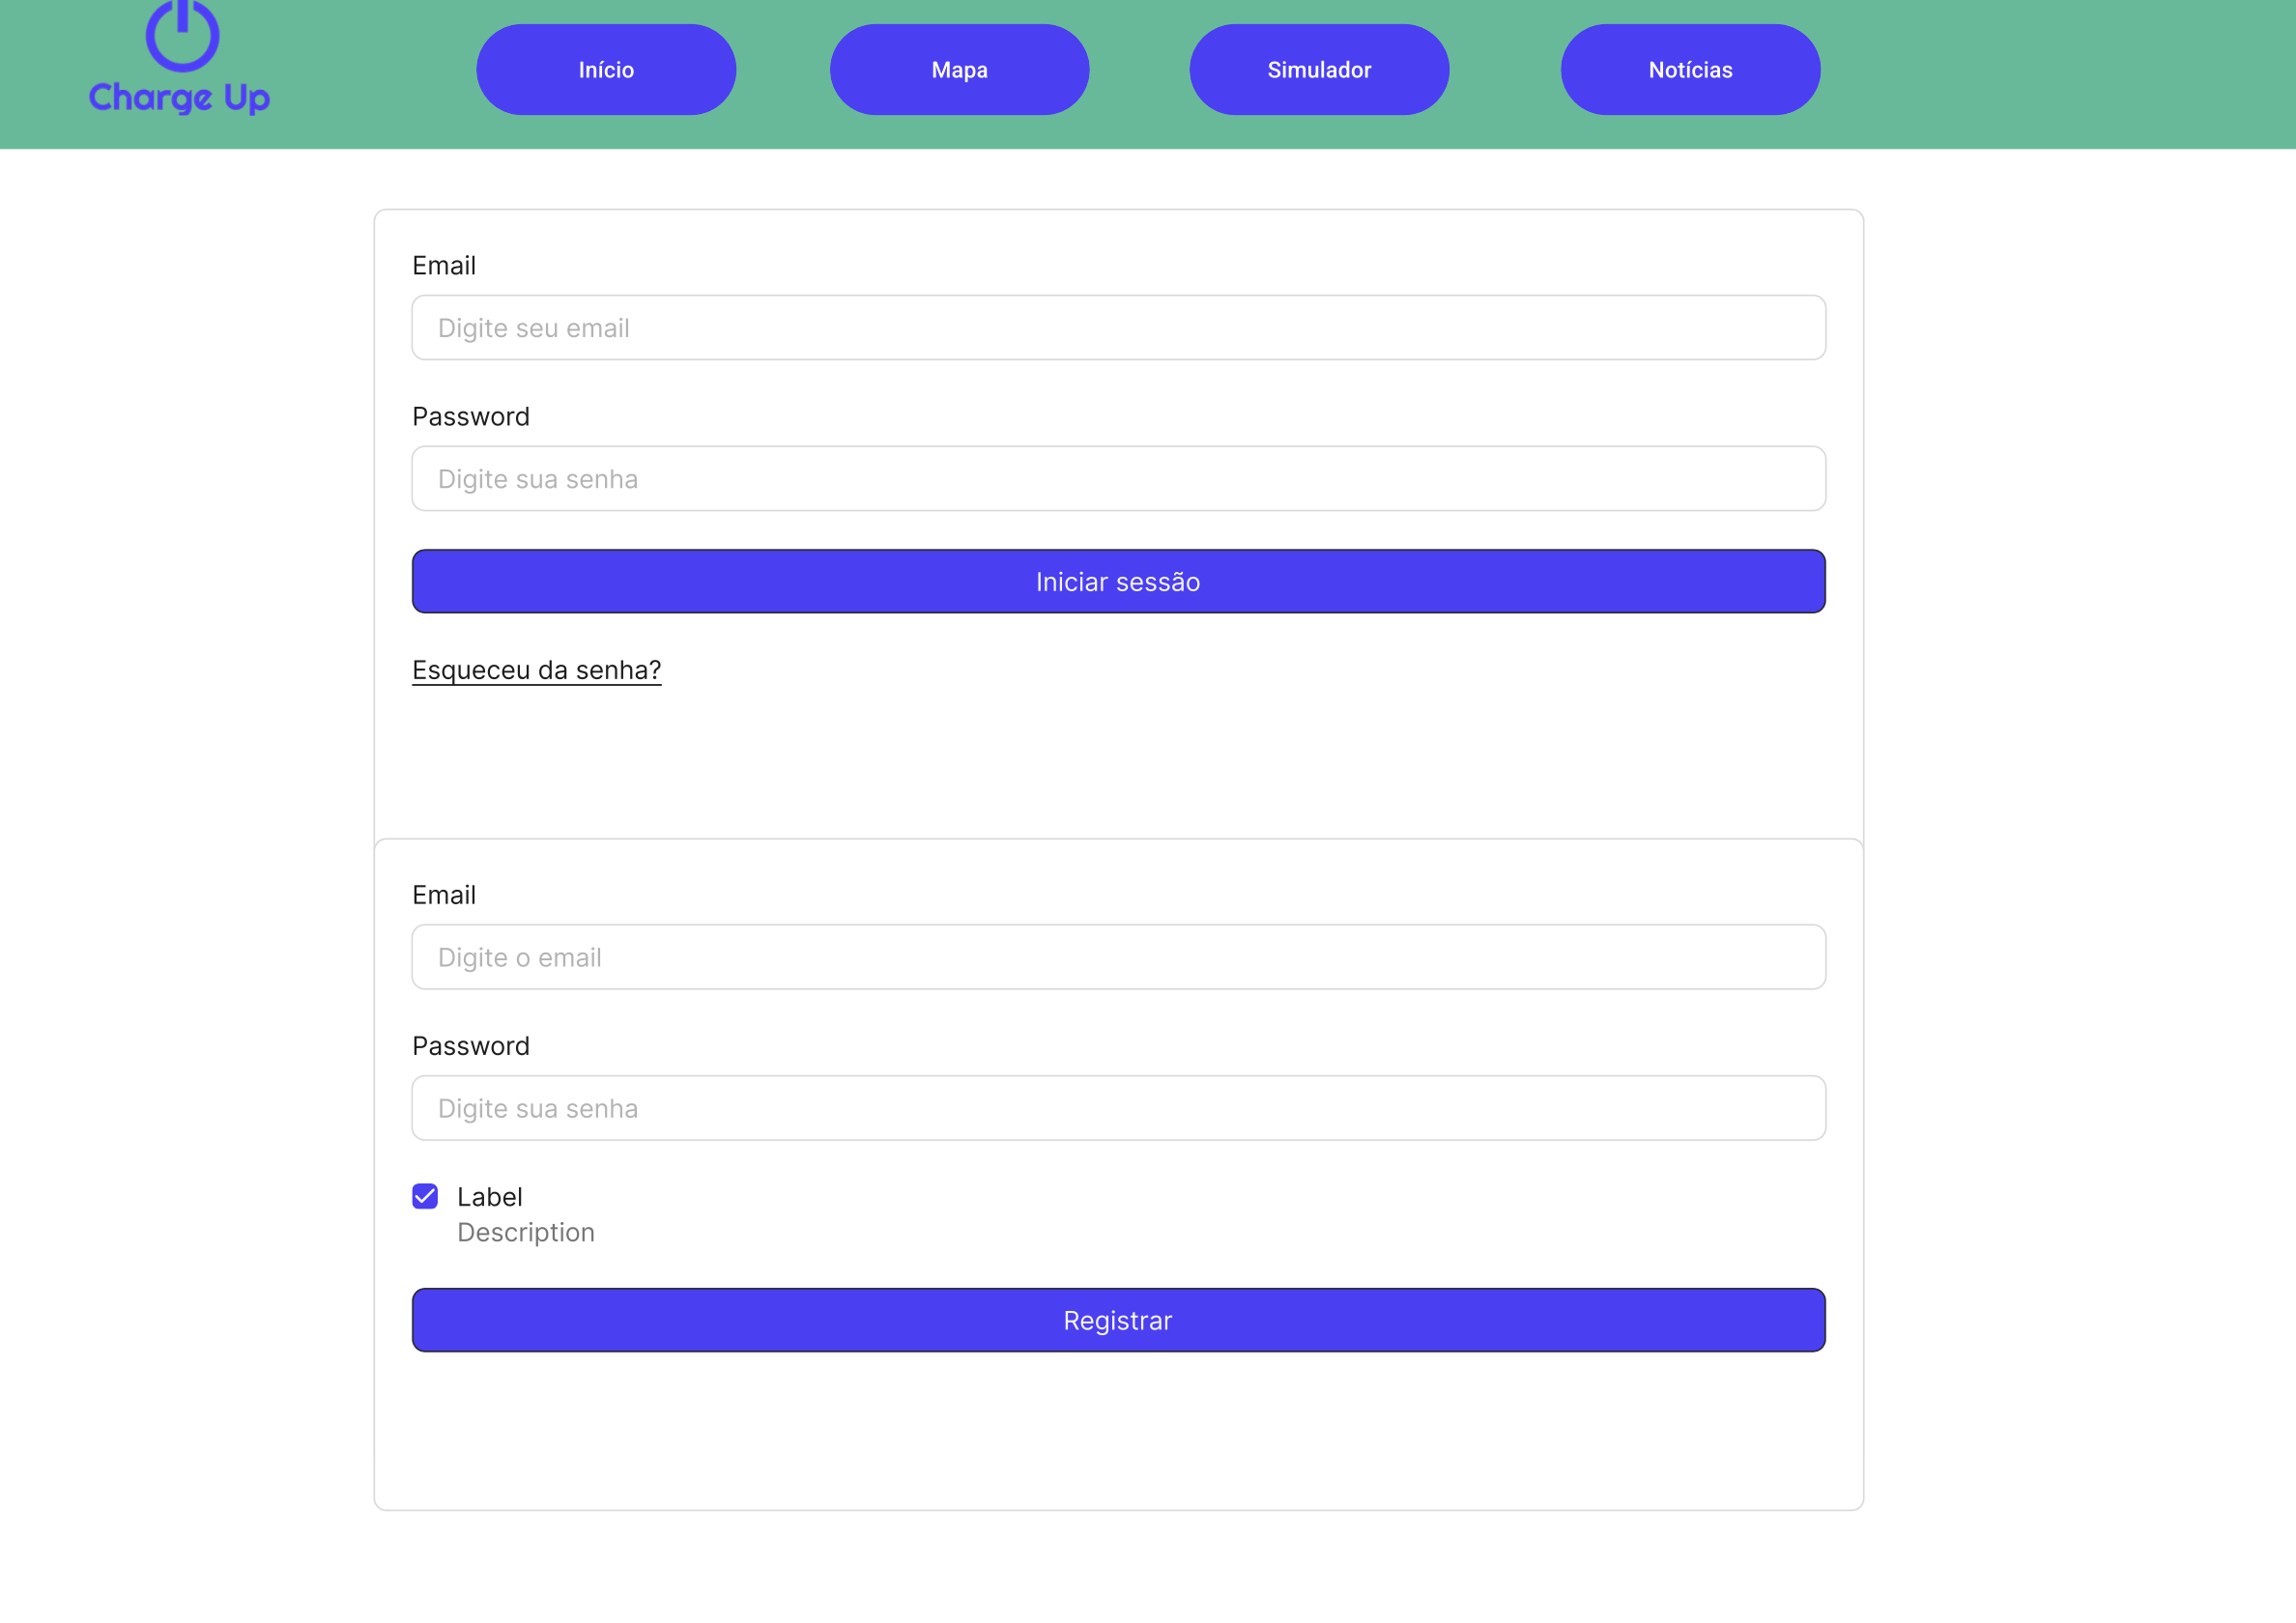 Charge Up
Início
Mapa
Simulador
Notícias
Email
Digite seu email
Password
Digite sua senha
Iniciar sessão
Esqueceu da senha?
Email
Digite o email
Password
Digite sua senha
Label
Description
Registrar